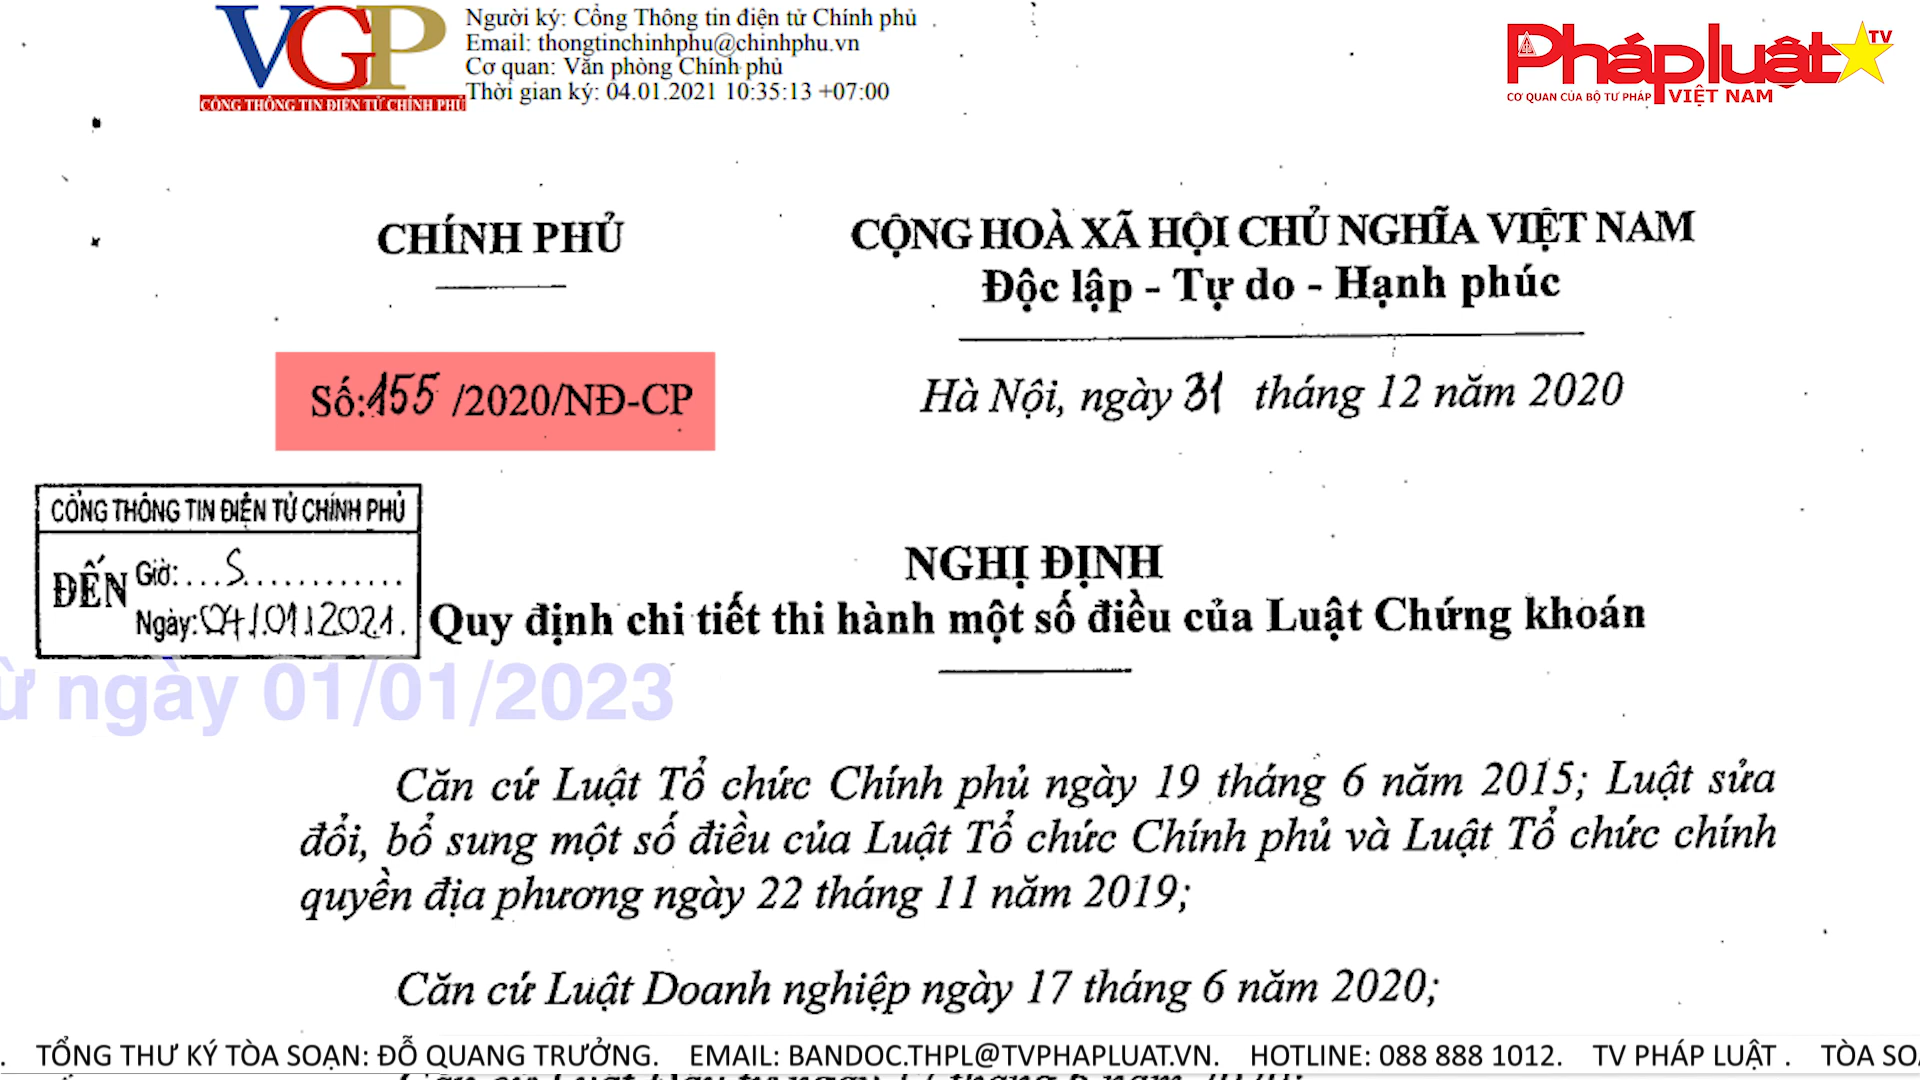 VGP
CỔNG THÔNG TIN ĐIỆN TỬ CHÍNH PHỦ
Người ký: Cổng Thông tin điện tử Chính phủ
Email: thongtinchinhphu@chinhphu.vn
Cơ quan: Văn phòng Chính phủ
Thời gian ký: 04.01.2021 10:35:13 +07:00
Phápluật TV
CƠ QUAN CỦA BỘ TƯ PHÁP VIỆT NAM
CHÍNH PHỦ
CỘNG HOÀ XÃ HỘI CHỦ NGHĨA VIỆT NAM
Độc lập - Tự do - Hạnh phúc
Số:155 /2020/NĐ-CP
Hà Nội, ngày 31 tháng 12 năm 2020
CỔNG THÔNG TIN ĐIỆN TỬ CHÍNH PHỦ
ĐẾN Giờ:...S............
Ngày:04/.01/.2021.
NGHỊ ĐỊNH
Quy định chi tiết thi hành một số điều của Luật Chứng khoán
ừ ngày 01/01/2023
Căn cứ Luật Tổ chức Chính phủ ngày 19 tháng 6 năm 2015; Luật sửa
đổi, bổ sung một số điều của Luật Tổ chức Chính phủ và Luật Tổ chức chính
quyền địa phương ngày 22 tháng 11 năm 2019;
Căn cứ Luật Doanh nghiệp ngày 17 tháng 6 năm 2020;
. TỔNG THƯ KÝ TÒA SOẠN: ĐỖ QUANG TRƯỞNG. EMAIL: BANDOC.THPL@TVPHAPLUAT.VN. HOTLINE: 088 888 1012. TV PHÁP LUẬT . TÒA SOẠ